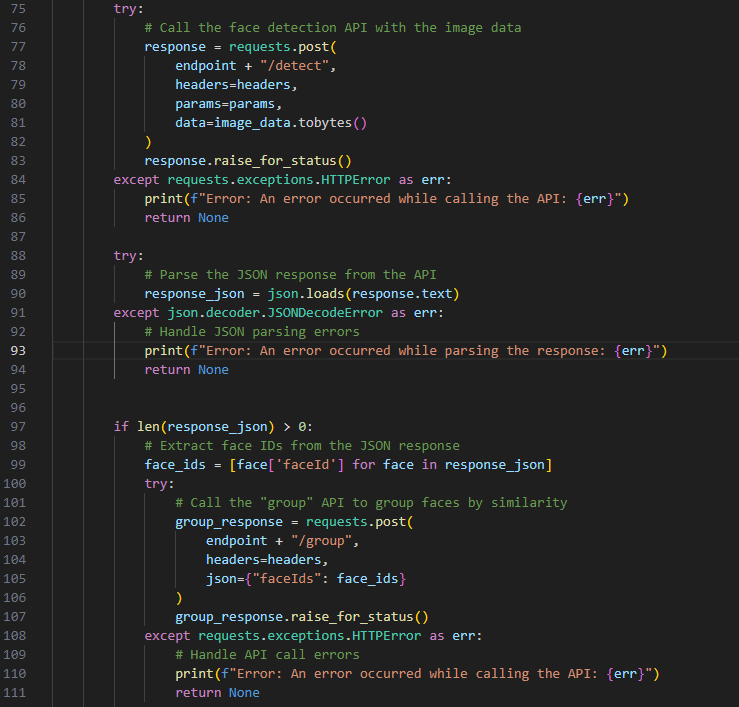 75 try:
76 # Call the face detection API with the image data
77 response = requests.post(
78 endpoint + "/detect",
79 headers=headers,
80 params=params,
81 data=image_data.tobytes()
82 )
83 response.raise_for_status()
84 except requests.exceptions.HTTPError as err:
85 print(f"Error: An error occurred while calling the API: {err}")
86 return None
87
88 try:
89 # Parse the JSON response from the API
90 response_json = json.loads(response.text)
91 except json.decoder.JSONDecodeError as err:
92 # Handle JSON parsing errors
93 print(f"Error: An error occurred while parsing the response: {err}")
94 return None
95
96
97 if len(response_json) > 0:
98 # Extract face IDs from the JSON response
99 face_ids = [face['faceId'] for face in response_json]
100 try:
101 # Call the "group" API to group faces by similarity
102 group_response = requests.post(
103 endpoint + "/group",
104 headers=headers,
105 json={"faceIds": face_ids}
106 )
107 group_response.raise_for_status()
108 except requests.exceptions.HTTPError as err:
109 # Handle API call errors
110 print(f"Error: An error occurred while calling the API: {err}")
111 return None